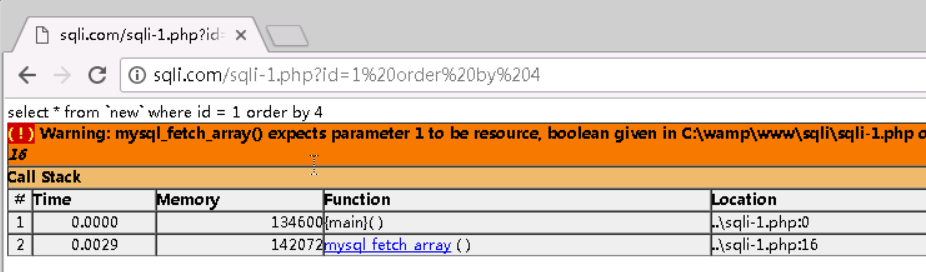 sqli.com/sqli-1.php?id=
sqli.com/sqli-1.php?id=1%20order%20by%204
select * from `new` where id = 1 order by 4
(!) Warning: mysql_fetch_array() expects parameter 1 to be resource, boolean given in C:\wamp\www\sqli\sqli-1.php o
16
Call Stack
# Time Memory Function Location
1 0.0000 134600 {main}( ) ..\sqli-1.php:0
2 0.0029 142072 mysql_fetch_array ( ) ..\sqli-1.php:16